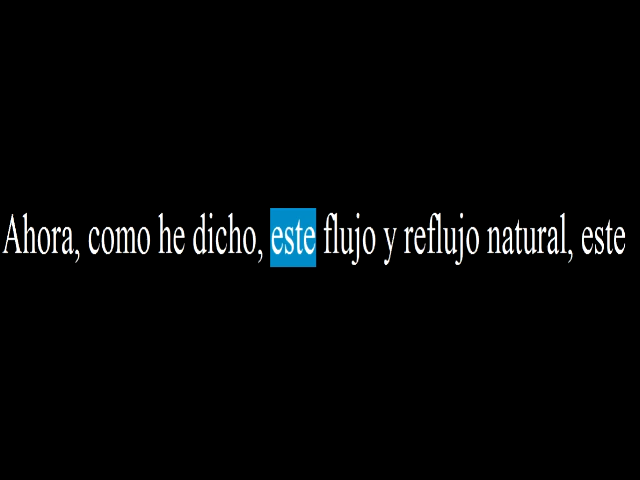 Ahora, como he dicho, este flujo y reflujo natural, este